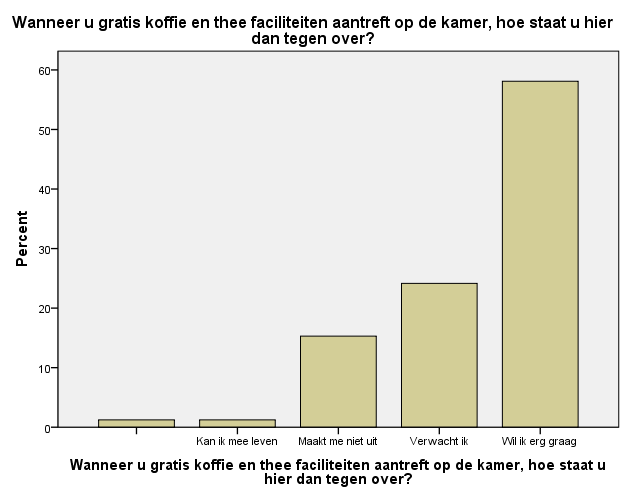 Wanneer u gratis koffie en thee faciliteiten aantreft op de kamer, hoe staat u hier
dan tegen over?
60
50
40
30
20
10
0
Percent
Kan ik mee leven
Maakt me niet uit
Verwacht ik
Wil ik erg graag
Wanneer u gratis koffie en thee faciliteiten aantreft op de kamer, hoe staat u
hier dan tegen over?